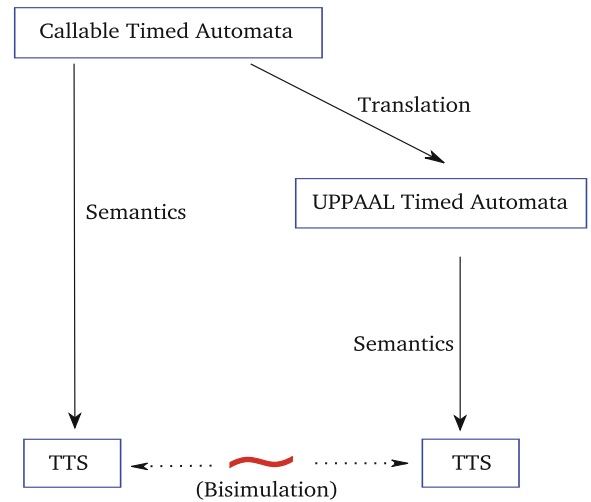 Callable Timed Automata
Translation
UPPAAL Timed Automata
Semantics
Semantics
TTS
TTS
(Bisimulation)